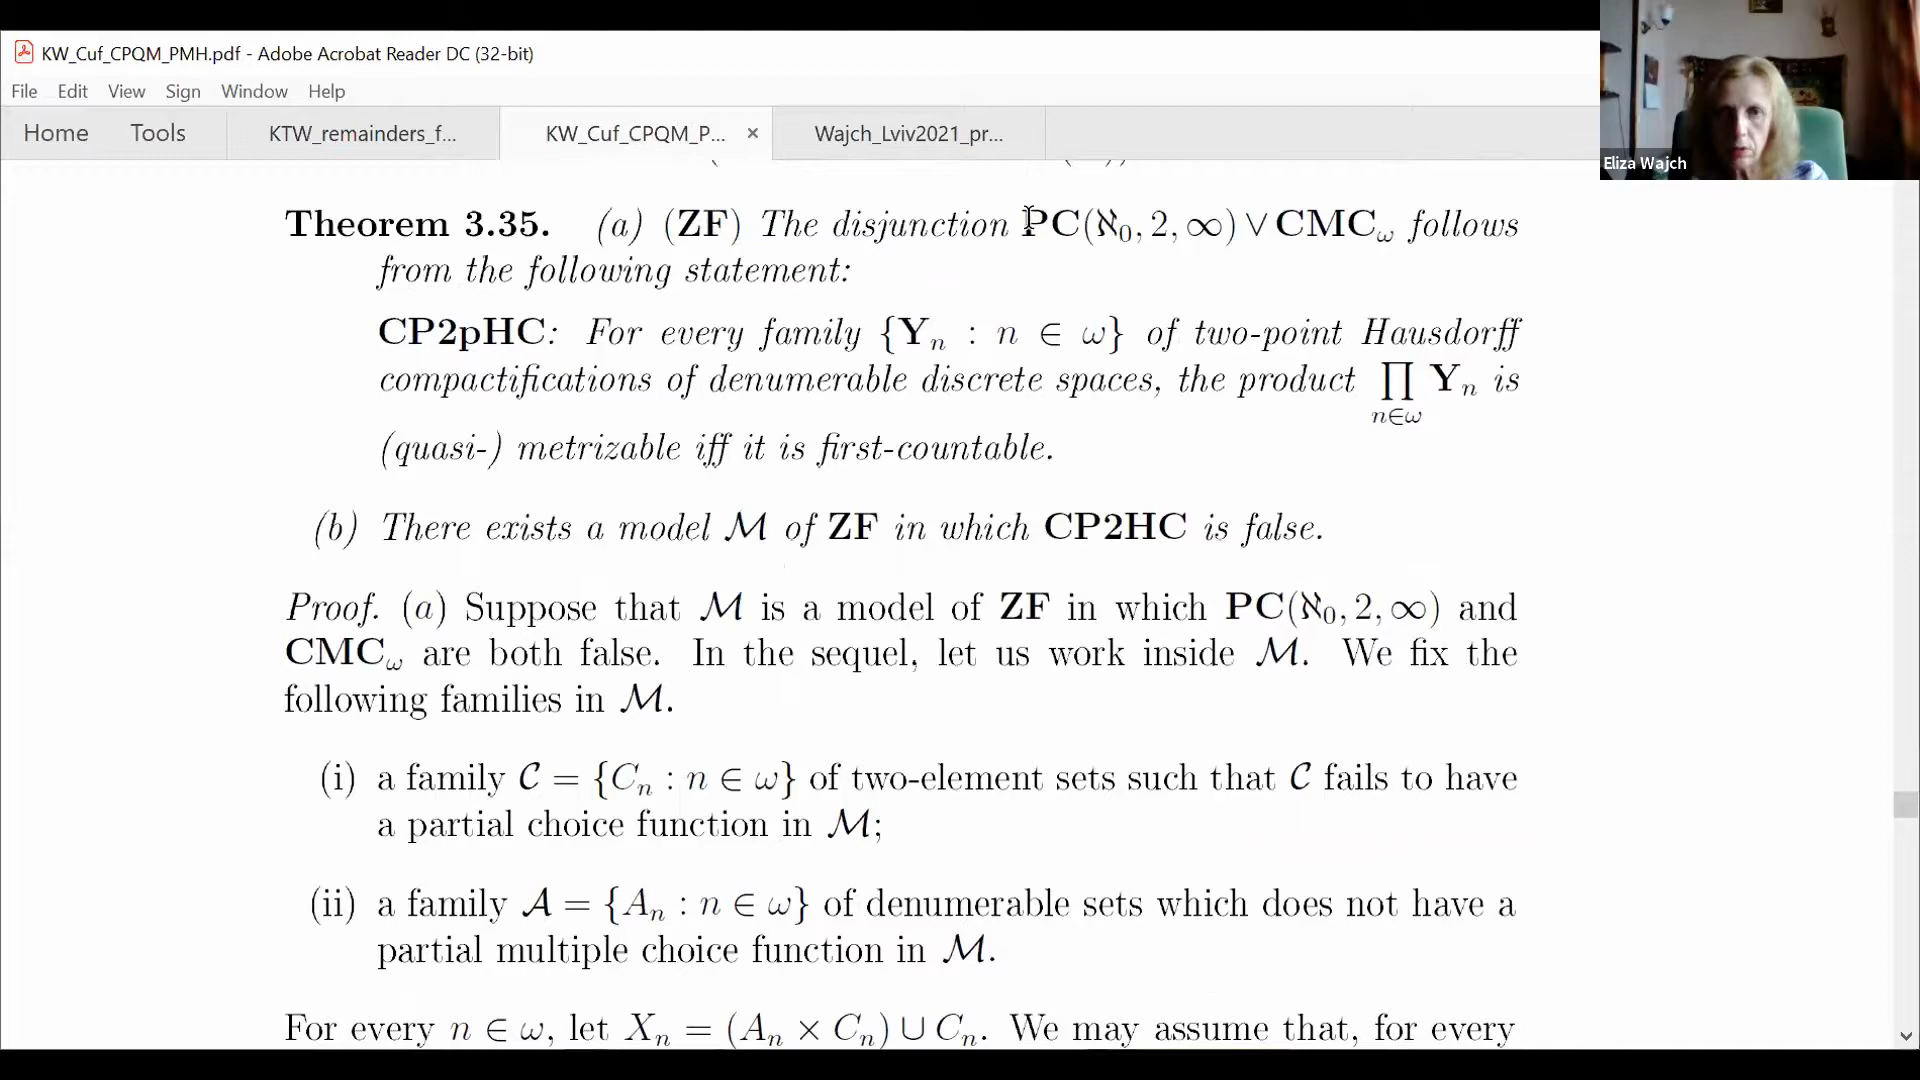 KW_Cuf_CPQM_PMH.pdf - Adobe Acrobat Reader DC (32-bit)
File Edit View Sign Window Help
Home Tools KTW_remainders_f... KW_Cuf_CPQM_P... × Wajch_Lviv2021_pr...
Eliza Wajch
Theorem 3.35. (a) (ZF) The disjunction PC(ℵ₀, 2, ∞) ∨ CMC_ω follows
from the following statement:
CP2pHC: For every family {Y_n : n ∈ ω} of two-point Hausdorff
compactifications of denumerable discrete spaces, the product ∏_{n∈ω} Y_n is
(quasi-) metrizable iff it is first-countable.
(b) There exists a model ℳ of ZF in which CP2HC is false.
Proof. (a) Suppose that ℳ is a model of ZF in which PC(ℵ₀, 2, ∞) and
CMC_ω are both false. In the sequel, let us work inside ℳ. We fix the
following families in ℳ.
(i) a family 𝒞 = {C_n : n ∈ ω} of two-element sets such that 𝒞 fails to have
a partial choice function in ℳ;
(ii) a family 𝒜 = {A_n : n ∈ ω} of denumerable sets which does not have a
partial multiple choice function in ℳ.
For every n ∈ ω, let X_n = (A_n × C_n) ∪ C_n. We may assume that, for every